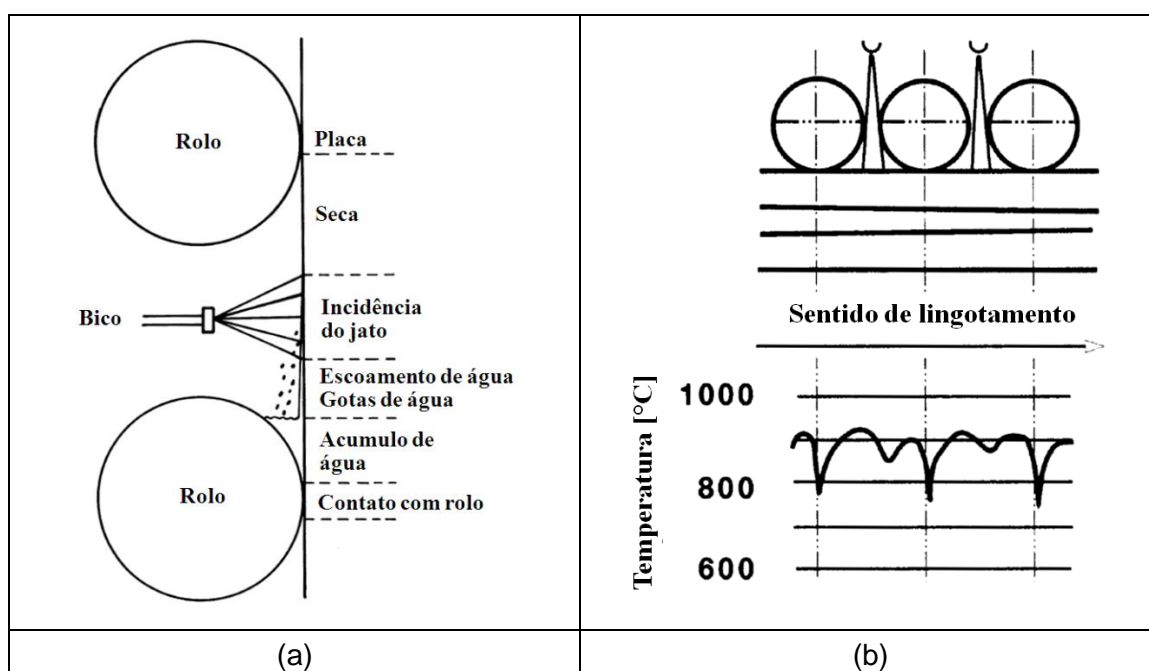 Rolo
Placa
Seca
Bico
Incidência
do jato
Escoamento de água
Gotas de água
Acumulo de
água
Rolo
Contato com rolo
(a)
Sentido de lingotamento
Temperatura [°C]
1000
800
600
(b)